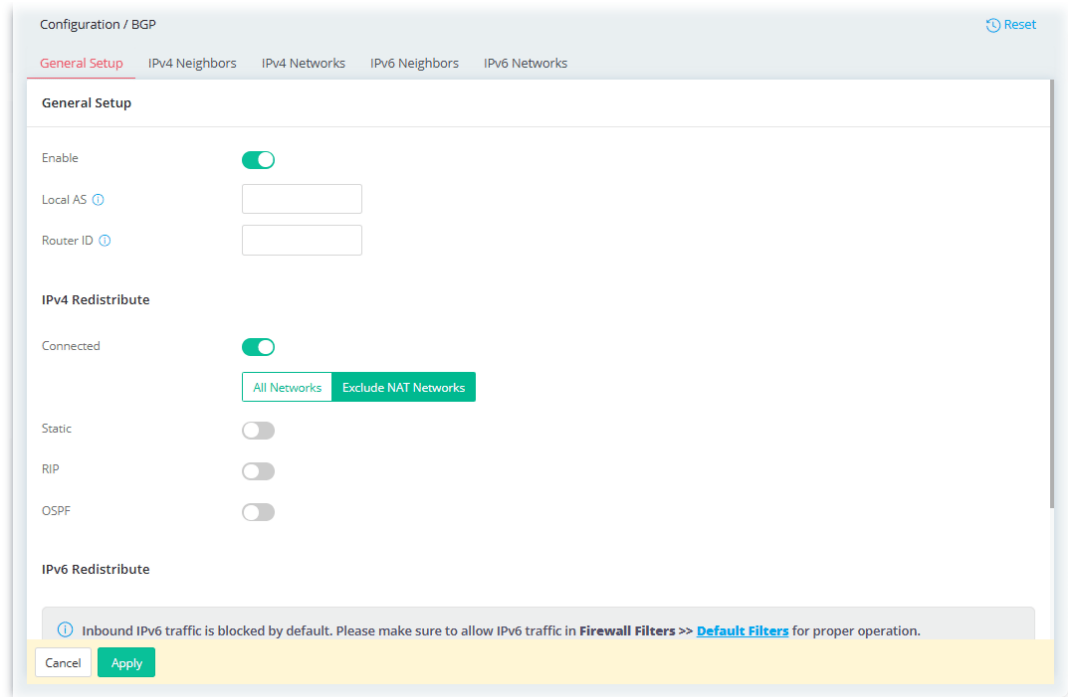 Configuration / BGP
Reset
General Setup IPv4 Neighbors IPv4 Networks IPv6 Neighbors IPv6 Networks
General Setup
Enable
Local AS
Router ID
IPv4 Redistribute
Connected
All Networks Exclude NAT Networks
Static
RIP
OSPF
IPv6 Redistribute
Inbound IPv6 traffic is blocked by default. Please make sure to allow IPv6 traffic in Firewall Filters >> Default Filters for proper operation.
Cancel Apply